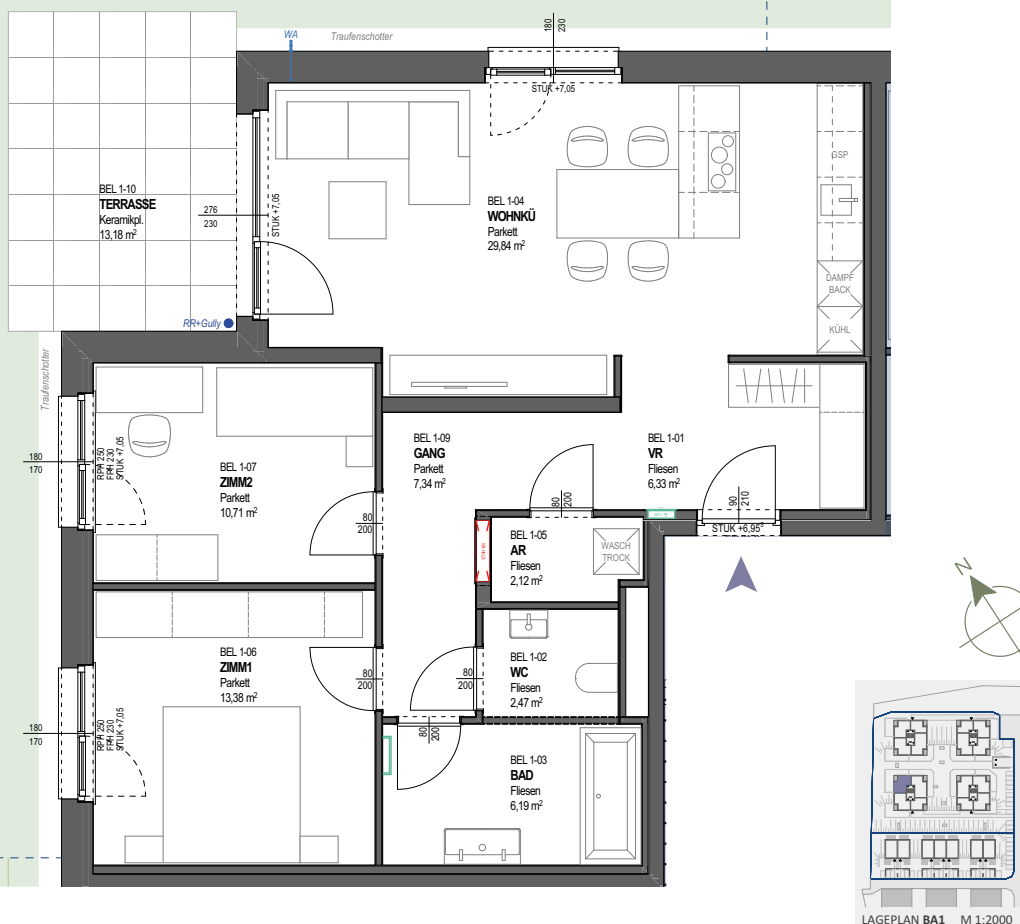 WA
Traufenschotter
180
230
STUK +7,05
BEL 1-10
TERRASSE
Keramikpl.
13,18 m²
276
230
STUK +7,05
RR+Gully
BEL 1-04
WOHNKÜ
Parkett
29,84 m²
GSP
DAMPF
BACK
KÜHL
Traufenschotter
180
170
RPH 250
FPH 230
STUK +7,05
BEL 1-07
ZIMM2
Parkett
10,71 m²
80
200
BEL 1-09
GANG
Parkett
7,34 m²
80
200
BEL 1-01
VR
Fliesen
6,33 m²
90
210
STUK +6,95⁵
BEL 1-05
AR
Fliesen
2,12 m²
WASCH
TROCK
BEL 1-06
ZIMM1
Parkett
13,38 m²
80
200
80
200
BEL 1-02
WC
Fliesen
2,47 m²
180
170
RPH 250
FPH 230
STUK +7,05
80
200
BEL 1-03
BAD
Fliesen
6,19 m²
N
LAGEPLAN BA1 M 1:2000